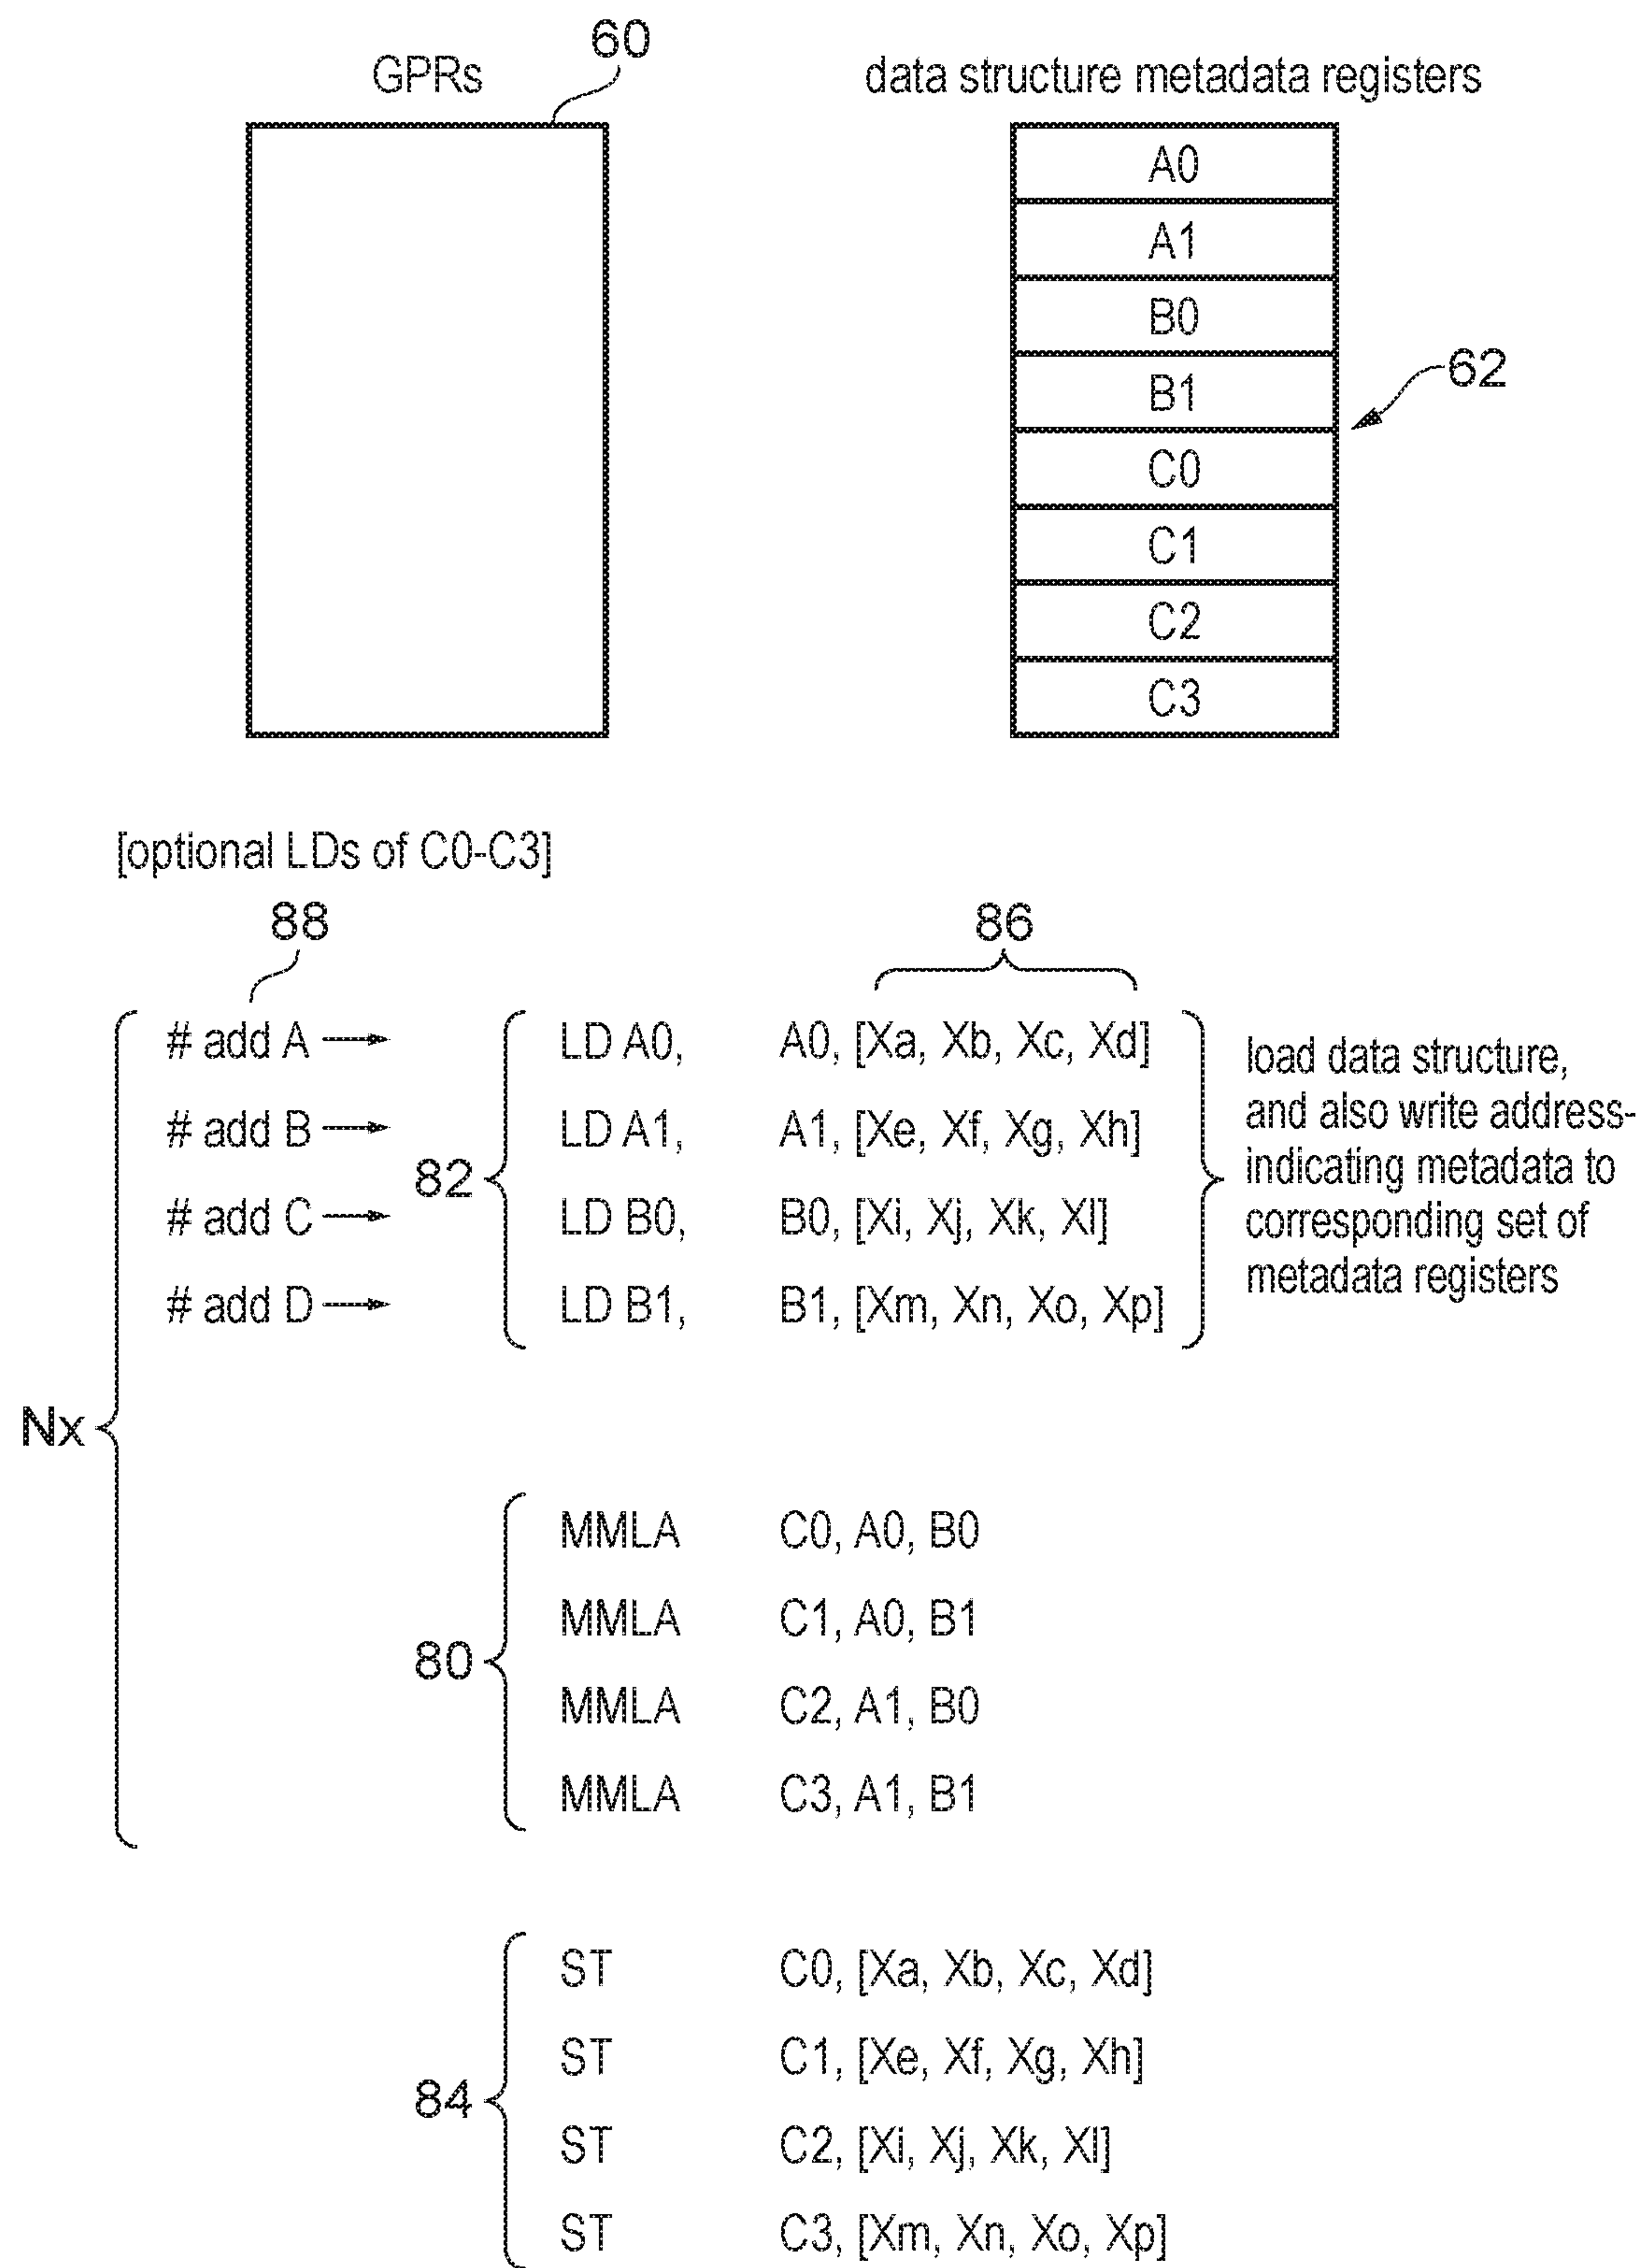 60
GPRs
data structure metadata registers
A0
A1
B0
B1
C0
C1
C2
C3
62
[optional LDs of C0-C3]
88
86
# add A LD A0, A0, [Xa, Xb, Xc, Xd]
# add B LD A1, A1, [Xe, Xf, Xg, Xh]
# add C LD B0, B0, [Xi, Xj, Xk, Xl]
# add D LD B1, B1, [Xm, Xn, Xo, Xp]
82
load data structure,
and also write address-
indicating metadata to
corresponding set of
metadata registers
Nx
80
MMLA C0, A0, B0
MMLA C1, A0, B1
MMLA C2, A1, B0
MMLA C3, A1, B1
84
ST C0, [Xa, Xb, Xc, Xd]
ST C1, [Xe, Xf, Xg, Xh]
ST C2, [Xi, Xj, Xk, Xl]
ST C3, [Xm, Xn, Xo, Xp]